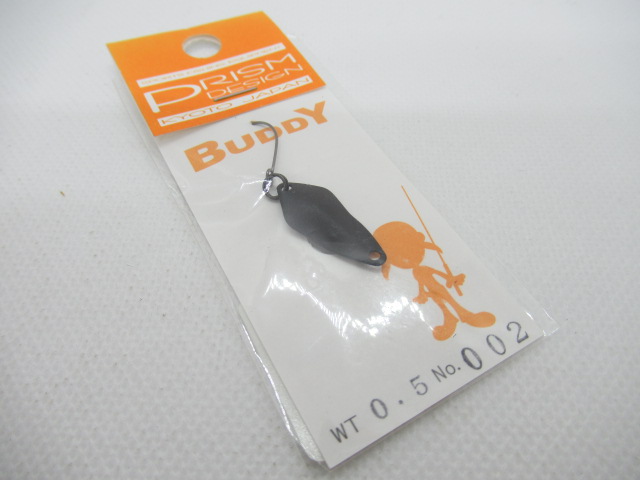 PRISM
DESIGN
KYOTO JAPAN
BUDDY
WT 0.5 No. 002